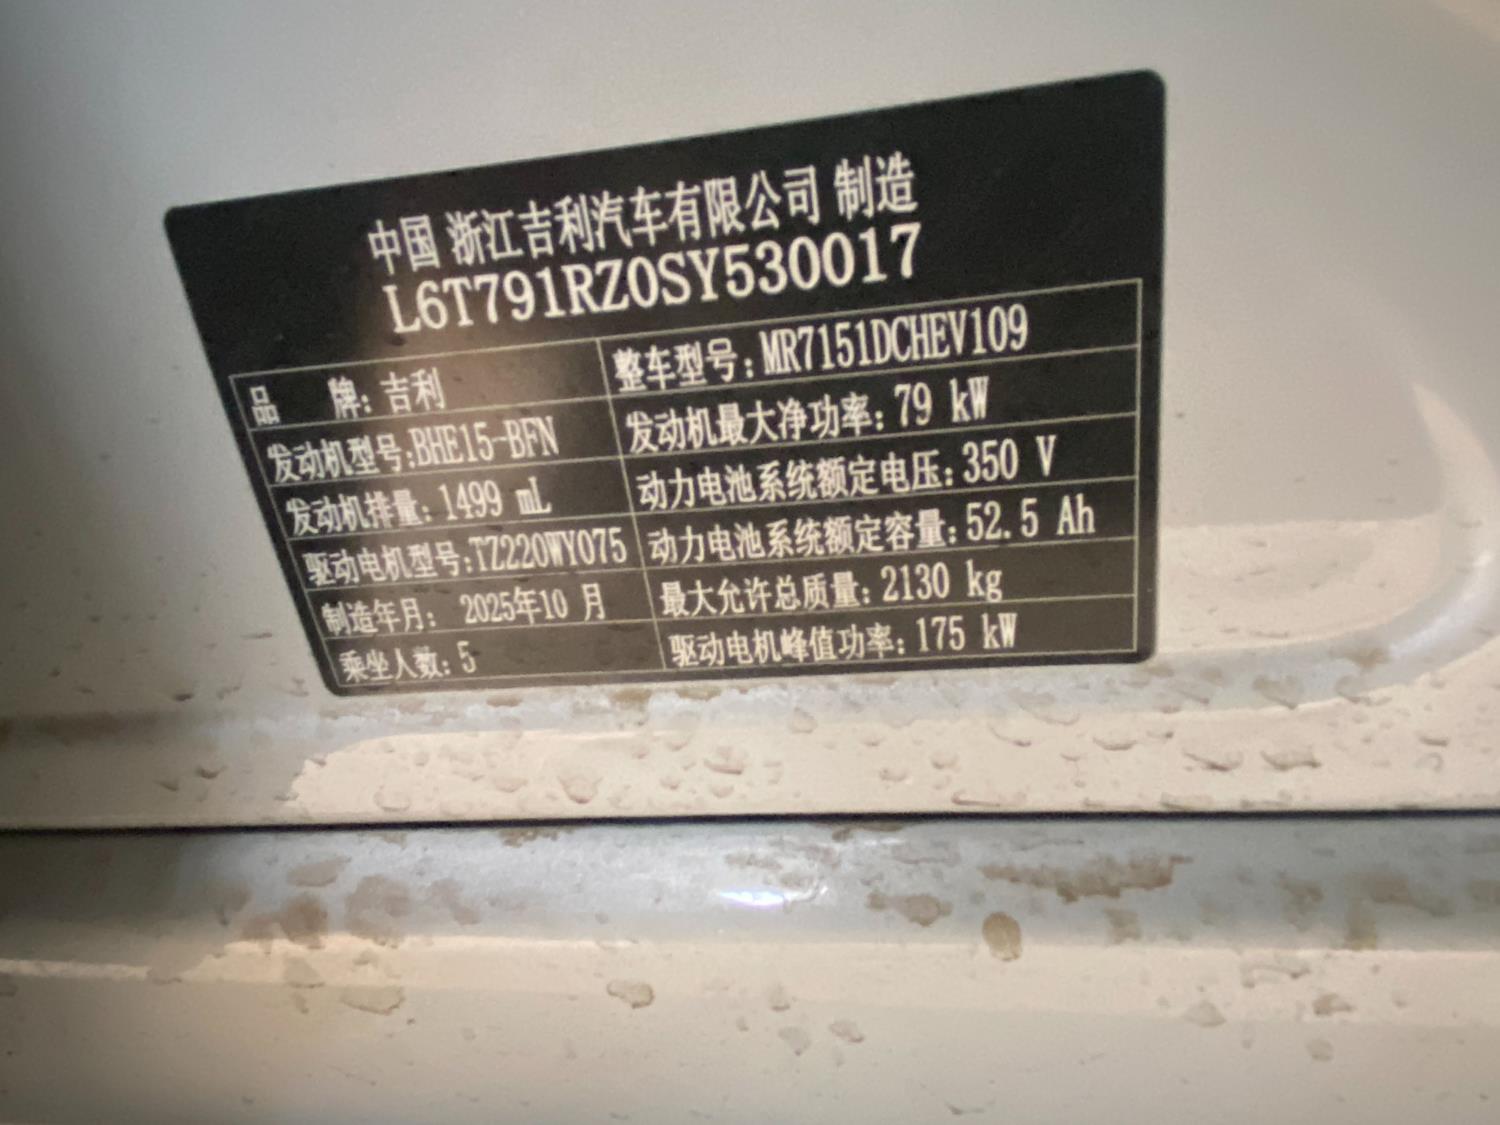 中国 浙江吉利汽车有限公司 制造
L6T791RZ0SY530017
品 牌: 吉利 整车型号: MR7151DCHEV109
发动机型号:BHE15-BFN 发动机最大净功率: 79 kW
发动机排量: 1499 mL 动力电池系统额定电压: 350 V
驱动电机型号:TZ220WY075 动力电池系统额定容量: 52.5 Ah
制造年月: 2025年10 月 最大允许总质量: 2130 kg
乘坐人数: 5 驱动电机峰值功率: 175 kW